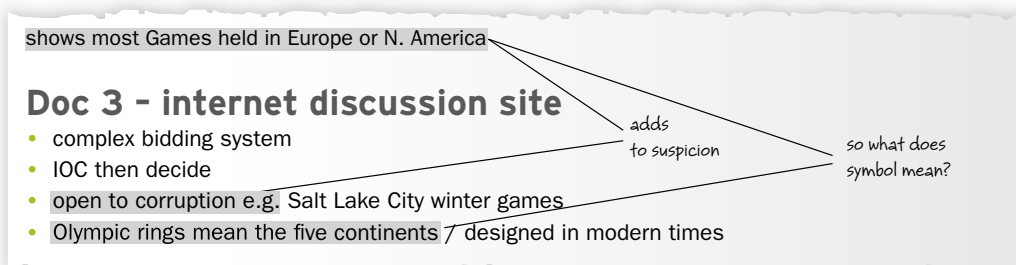 shows most Games held in Europe or N. America
Doc 3 – internet discussion site
• complex bidding system
• IOC then decide
• open to corruption e.g. Salt Lake City winter games
• Olympic rings mean the five continents / designed in modern times
adds
to suspicion
so what does
symbol mean?